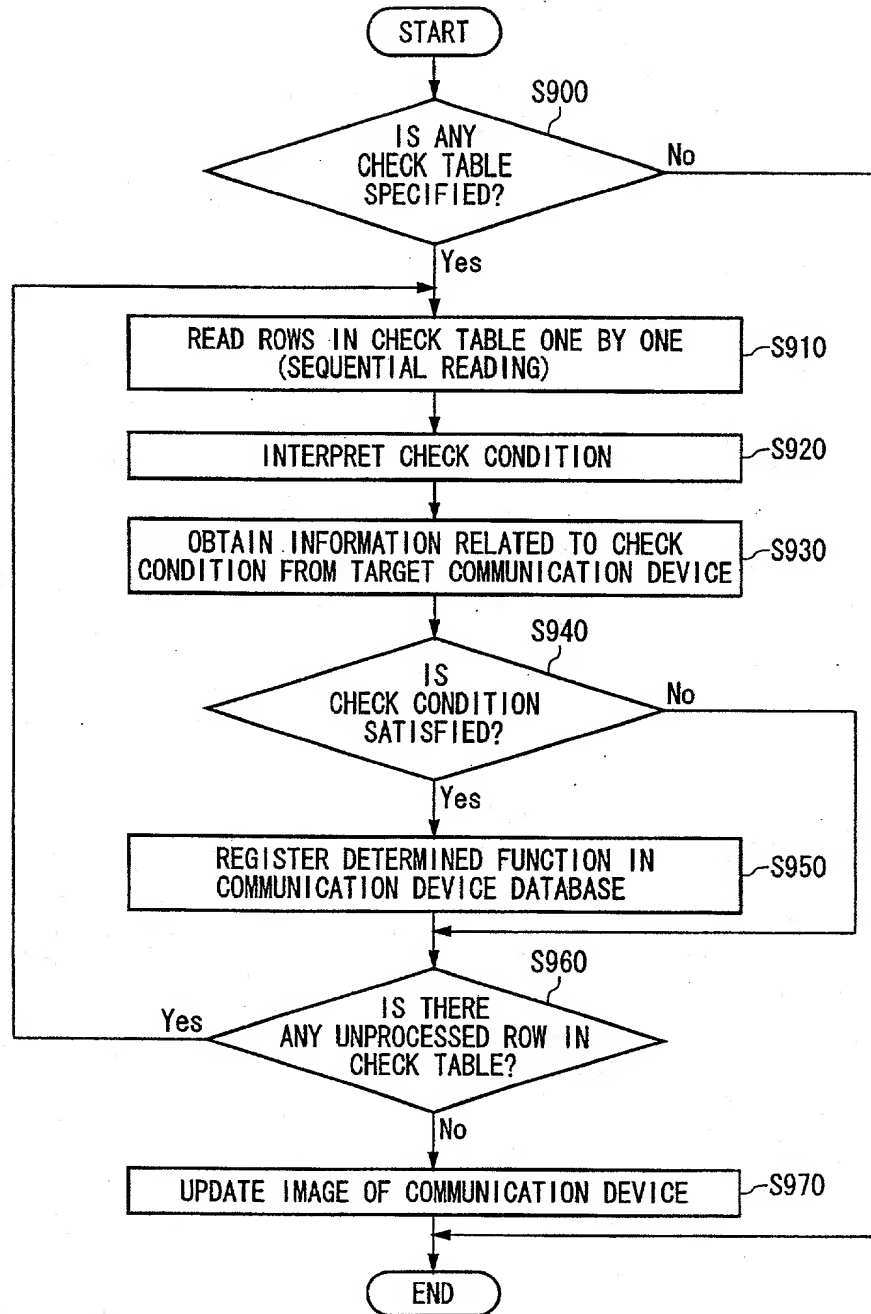 START
S900
IS ANY
CHECK TABLE
SPECIFIED?
No
Yes
READ ROWS IN CHECK TABLE ONE BY ONE
(SEQUENTIAL READING)
S910
INTERPRET CHECK CONDITION
S920
OBTAIN INFORMATION RELATED TO CHECK
CONDITION FROM TARGET COMMUNICATION DEVICE
S930
S940
IS
CHECK CONDITION
SATISFIED?
No
Yes
REGISTER DETERMINED FUNCTION IN
COMMUNICATION DEVICE DATABASE
S950
S960
IS THERE
ANY UNPROCESSED ROW IN
CHECK TABLE?
Yes
No
UPDATE IMAGE OF COMMUNICATION DEVICE
S970
END